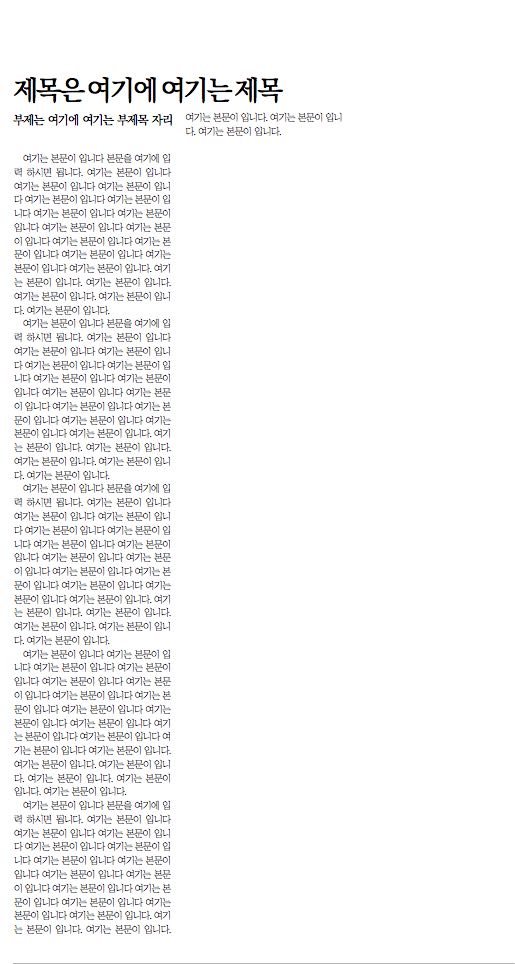 제목은 여기에 여기는 제목
부제는 여기에 여기는 부제목 자리
여기는 본문이 입니다 본문을 여기에 입
력 하시면 됩니다. 여기는 본문이 입니다
여기는 본문이 입니다 여기는 본문이 입니
다 여기는 본문이 입니다 여기는 본문이 입
니다 여기는 본문이 입니다 여기는 본문이
입니다 여기는 본문이 입니다 여기는 본문
이 입니다 여기는 본문이 입니다 여기는 본
문이 입니다 여기는 본문이 입니다 여기는
본문이 입니다 여기는 본문이 입니다. 여기
는 본문이 입니다. 여기는 본문이 입니다.
여기는 본문이 입니다. 여기는 본문이 입니
다. 여기는 본문이 입니다.
여기는 본문이 입니다 본문을 여기에 입
력 하시면 됩니다. 여기는 본문이 입니다
여기는 본문이 입니다 여기는 본문이 입니
다 여기는 본문이 입니다 여기는 본문이 입
니다 여기는 본문이 입니다 여기는 본문이
입니다 여기는 본문이 입니다 여기는 본문
이 입니다 여기는 본문이 입니다 여기는 본
문이 입니다 여기는 본문이 입니다 여기는
본문이 입니다 여기는 본문이 입니다. 여기
는 본문이 입니다. 여기는 본문이 입니다.
여기는 본문이 입니다. 여기는 본문이 입니
다. 여기는 본문이 입니다.
여기는 본문이 입니다 본문을 여기에 입
력 하시면 됩니다. 여기는 본문이 입니다
여기는 본문이 입니다 여기는 본문이 입니
다 여기는 본문이 입니다 여기는 본문이 입
니다 여기는 본문이 입니다 여기는 본문이
입니다 여기는 본문이 입니다 여기는 본문
이 입니다 여기는 본문이 입니다 여기는 본
문이 입니다 여기는 본문이 입니다 여기는
본문이 입니다 여기는 본문이 입니다. 여기
는 본문이 입니다. 여기는 본문이 입니다.
여기는 본문이 입니다. 여기는 본문이 입니
다. 여기는 본문이 입니다.
여기는 본문이 입니다 여기는 본문이 입
니다 여기는 본문이 입니다 여기는 본문이
입니다 여기는 본문이 입니다 여기는 본문
이 입니다 여기는 본문이 입니다 여기는 본
문이 입니다 여기는 본문이 입니다 여기는
본문이 입니다 여기는 본문이 입니다 여기
는 본문이 입니다 여기는 본문이 입니다 여
기는 본문이 입니다 여기는 본문이 입니다.
여기는 본문이 입니다. 여기는 본문이 입니
다. 여기는 본문이 입니다. 여기는 본문이
입니다. 여기는 본문이 입니다.
여기는 본문이 입니다 본문을 여기에 입
력 하시면 됩니다. 여기는 본문이 입니다
여기는 본문이 입니다 여기는 본문이 입니
다 여기는 본문이 입니다 여기는 본문이 입
니다 여기는 본문이 입니다 여기는 본문이
입니다 여기는 본문이 입니다 여기는 본문
이 입니다 여기는 본문이 입니다 여기는 본
문이 입니다 여기는 본문이 입니다 여기는
본문이 입니다 여기는 본문이 입니다. 여기
는 본문이 입니다. 여기는 본문이 입니다.
여기는 본문이 입니다. 여기는 본문이 입니
다. 여기는 본문이 입니다.